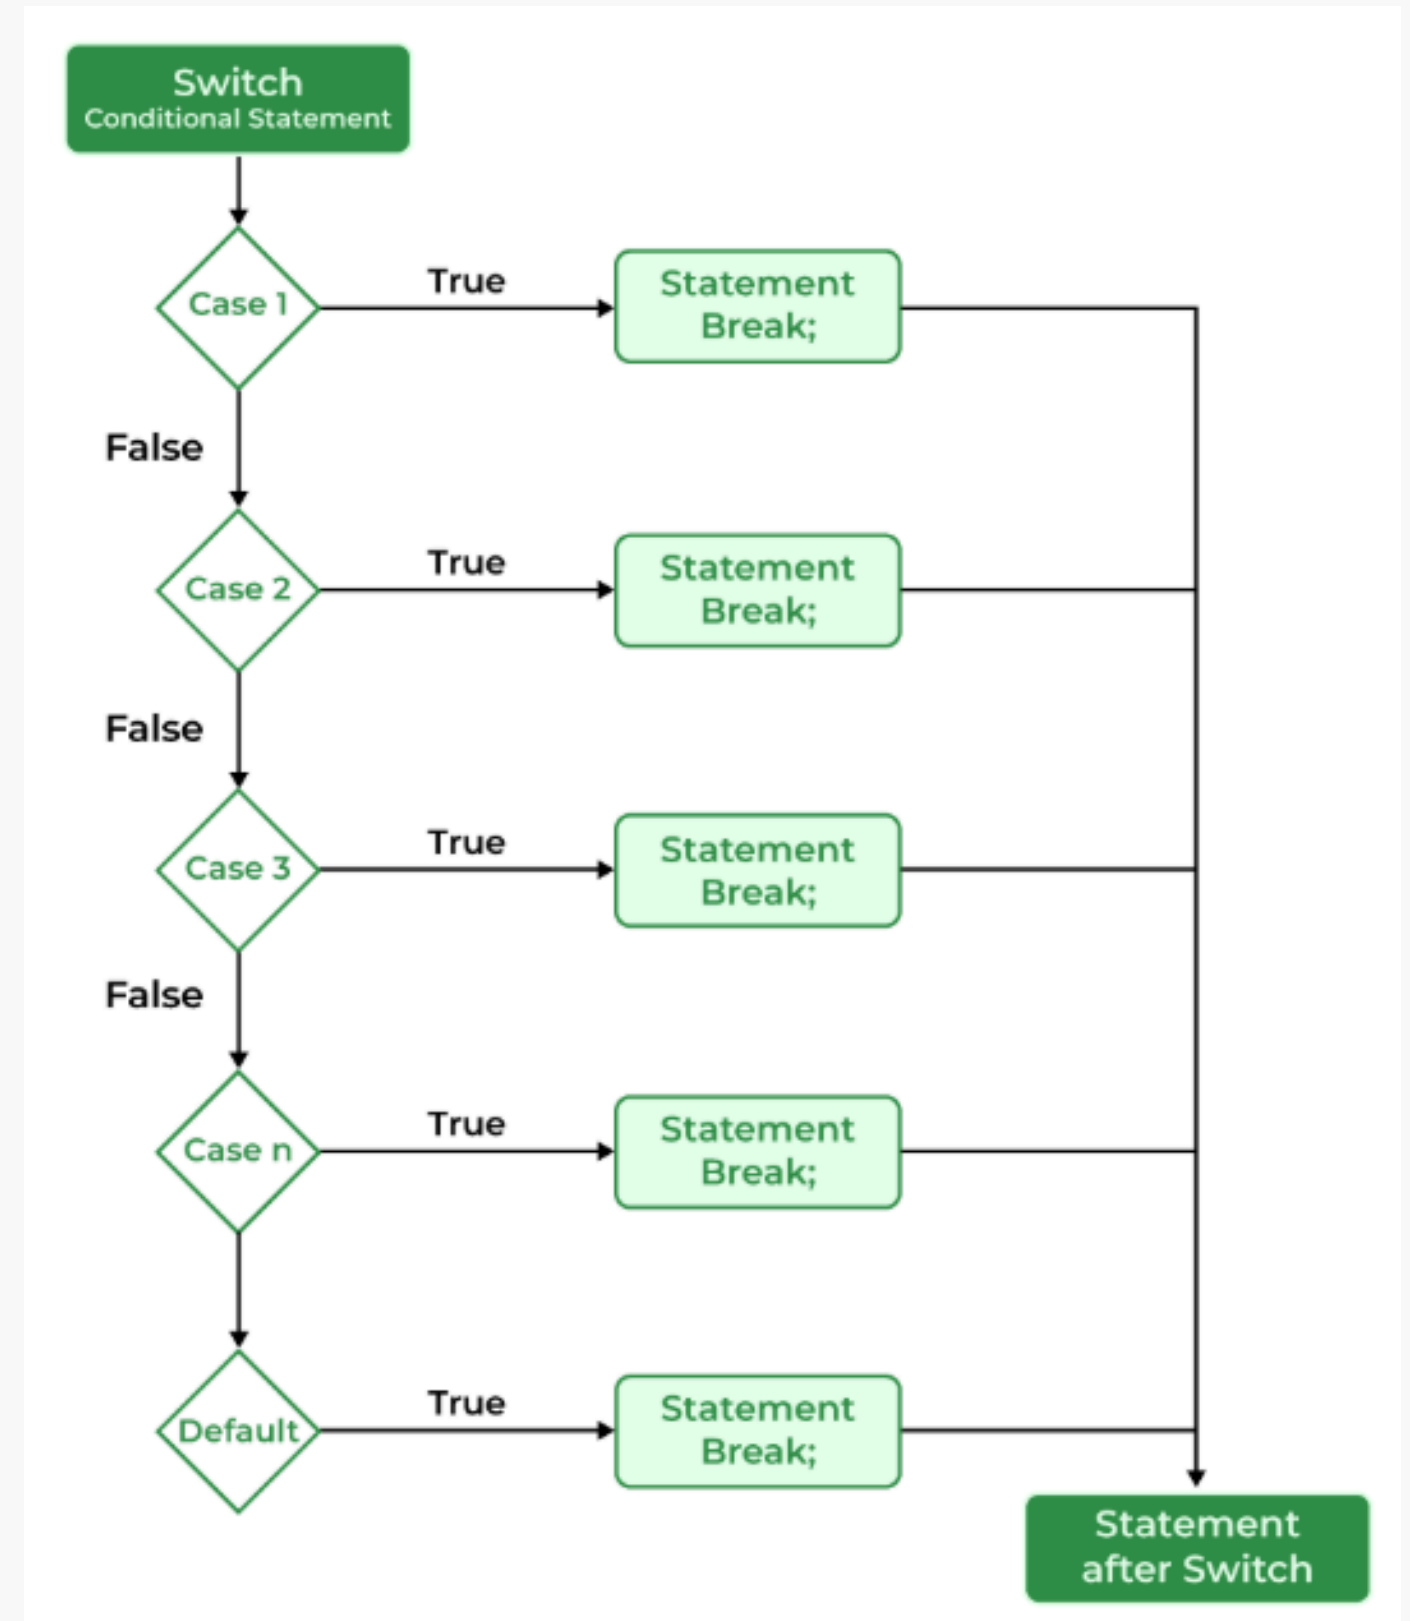 Switch
Conditional Statement
Case 1
True
Statement
Break;
False
Case 2
True
Statement
Break;
False
Case 3
True
Statement
Break;
False
Case n
True
Statement
Break;
Default
True
Statement
Break;
Statement
after Switch